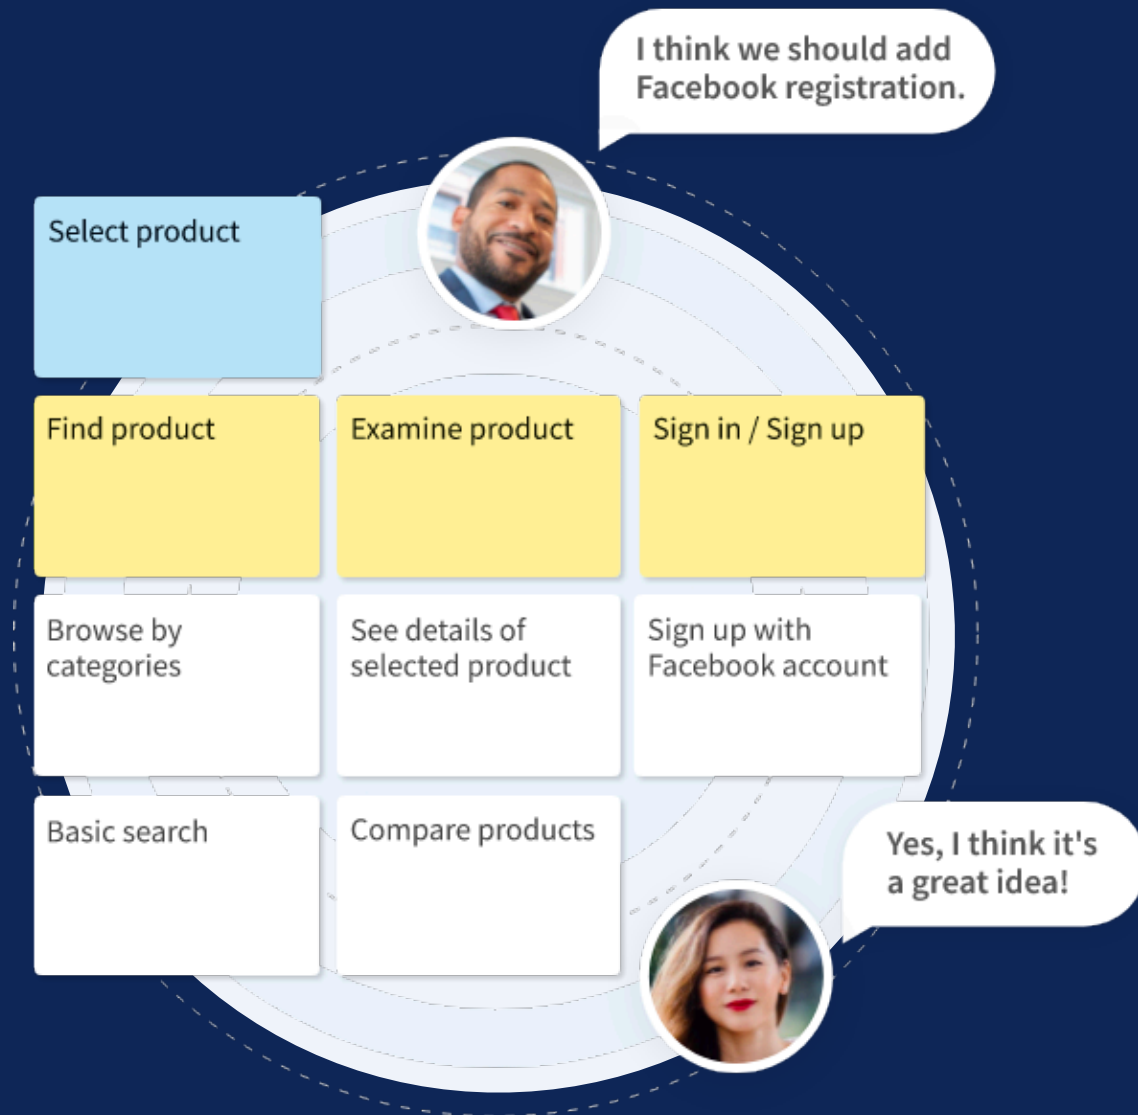 I think we should add
Facebook registration.
Select product
Find product
Examine product
Sign in / Sign up
Browse by
categories
See details of
selected product
Sign up with
Facebook account
Basic search
Compare products
Yes, I think it's
a great idea!